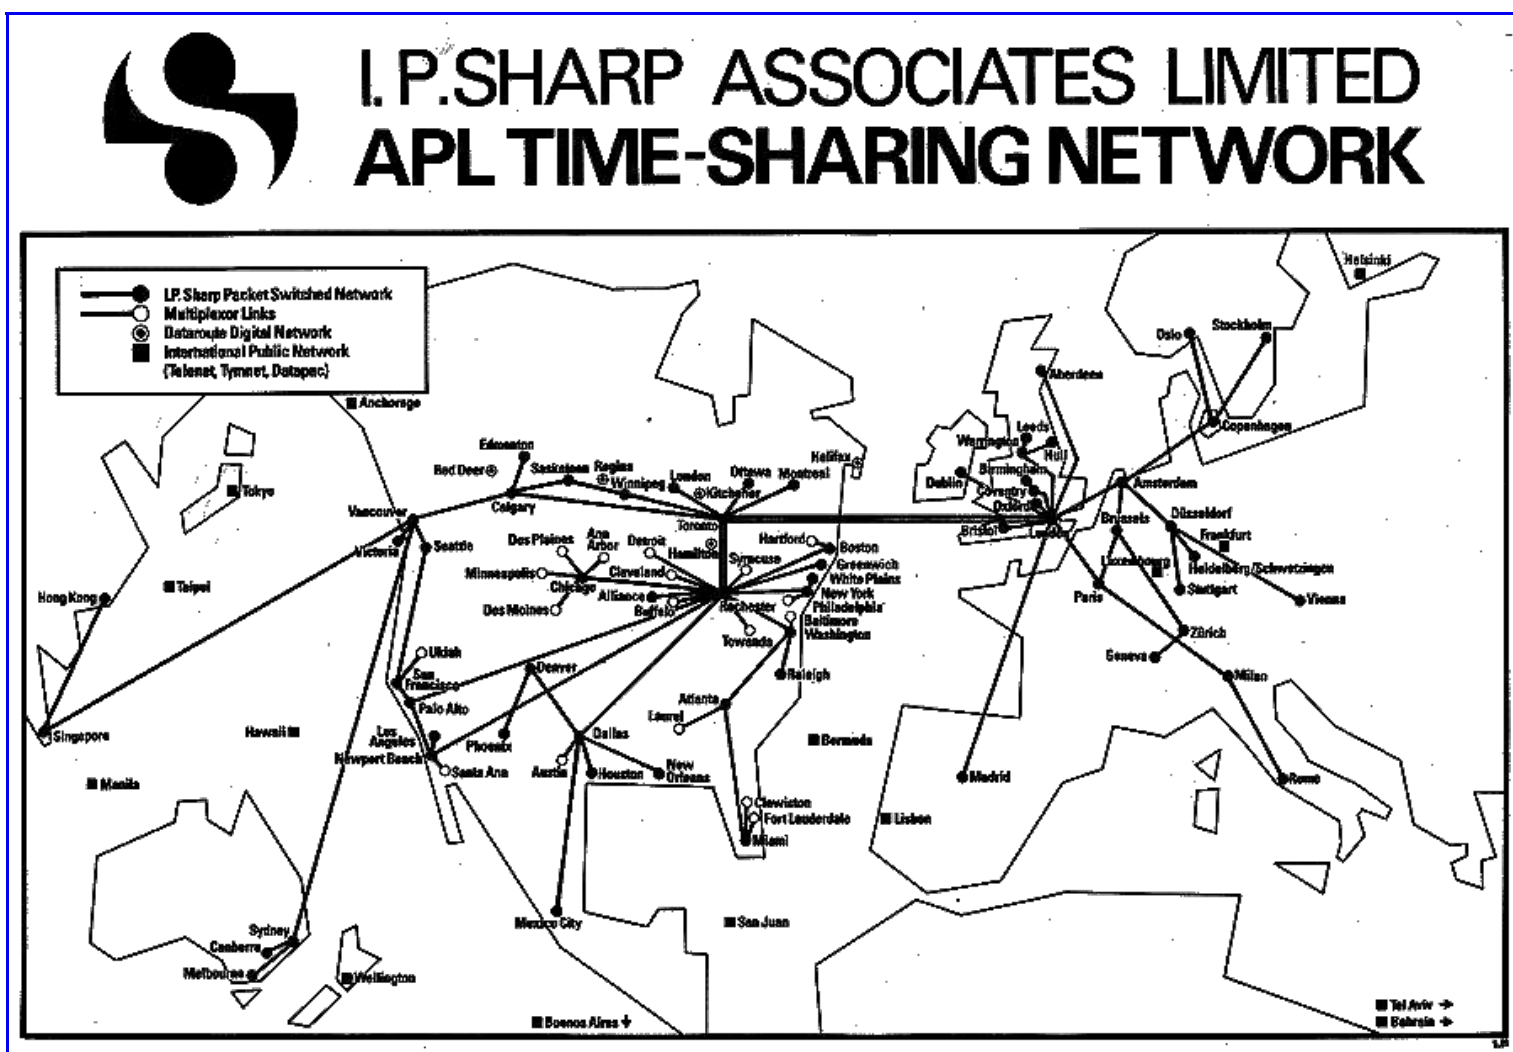 I.P. SHARP ASSOCIATES LIMITED
APL TIME-SHARING NETWORK
I.P. Sharp Packet Switched Network
Multiplexor Links
Dataroute Digital Network
International Public Network
(Telenet, Tymnet, Datapac)
Helsinki
Oslo
Stockholm
Aberdeen
Anchorage
Copenhagen
Leeds
Warrington
Hull
Edmonton
Red Deer
Saskatoon
Regina
Winnipeg
London
Kitchener
Ottawa
Montreal
Halifax
Birmingham
Dublin
Coventry
Oxford
Bristol
London
Amsterdam
Tokyo
Calgary
Vancouver
Victoria
Seattle
Toronto
Hamilton
Brussels
Düsseldorf
Frankfurt
Luxembourg
Heidelberg/Schwetzingen
Des Plaines
Ann
Arbor
Detroit
Hartford
Boston
Syracuse
Greenwich
White Plains
Minneapolis
Chicago
Cleveland
Alliance
Buffalo
Des Moines
Rochester
New York
Philadelphia
Baltimore
Washington
Towanda
Taipei
Hong Kong
Paris
Stuttgart
Vienna
Zürich
Geneva
Milan
Ukiah
San
Francisco
Denver
Raleigh
Palo Alto
Atlanta
Laurel
Singapore
Hawaii
Los
Angeles
Newport Beach
Santa Ana
Phoenix
Dallas
Austin
Houston
New
Orleans
Bermuda
Madrid
Rome
Manila
Clewiston
Fort Lauderdale
Miami
Lisbon
Mexico City
San Juan
Sydney
Canberra
Melbourne
Wellington
Buenos Aires
Tel Aviv
Bahrain